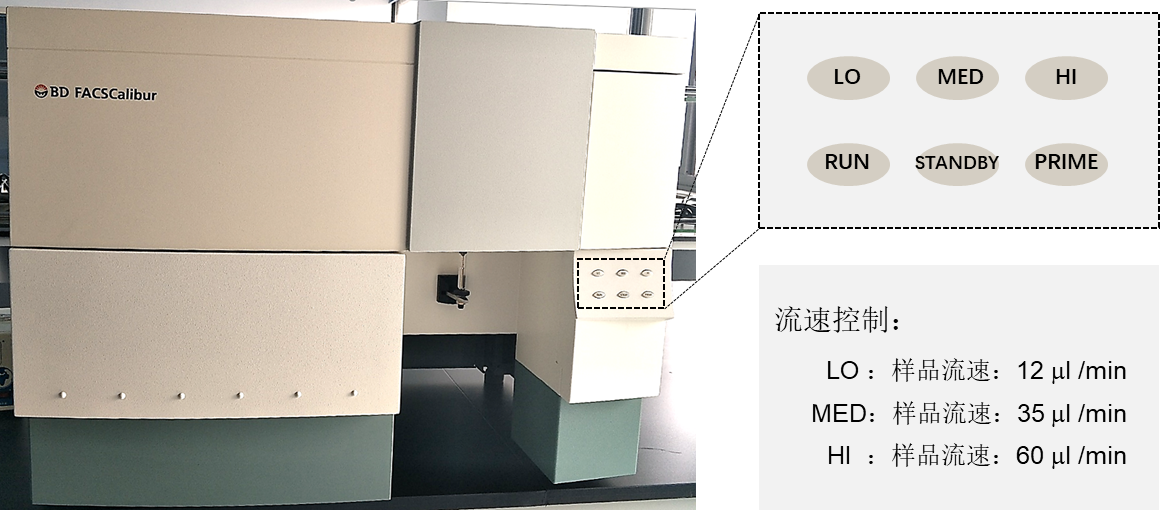 BD FACSCalibur
LO MED HI
RUN STANDBY PRIME
流速控制：
LO ：样品流速：12 μl /min
MED：样品流速：35 μl /min
HI ：样品流速：60 μl /min